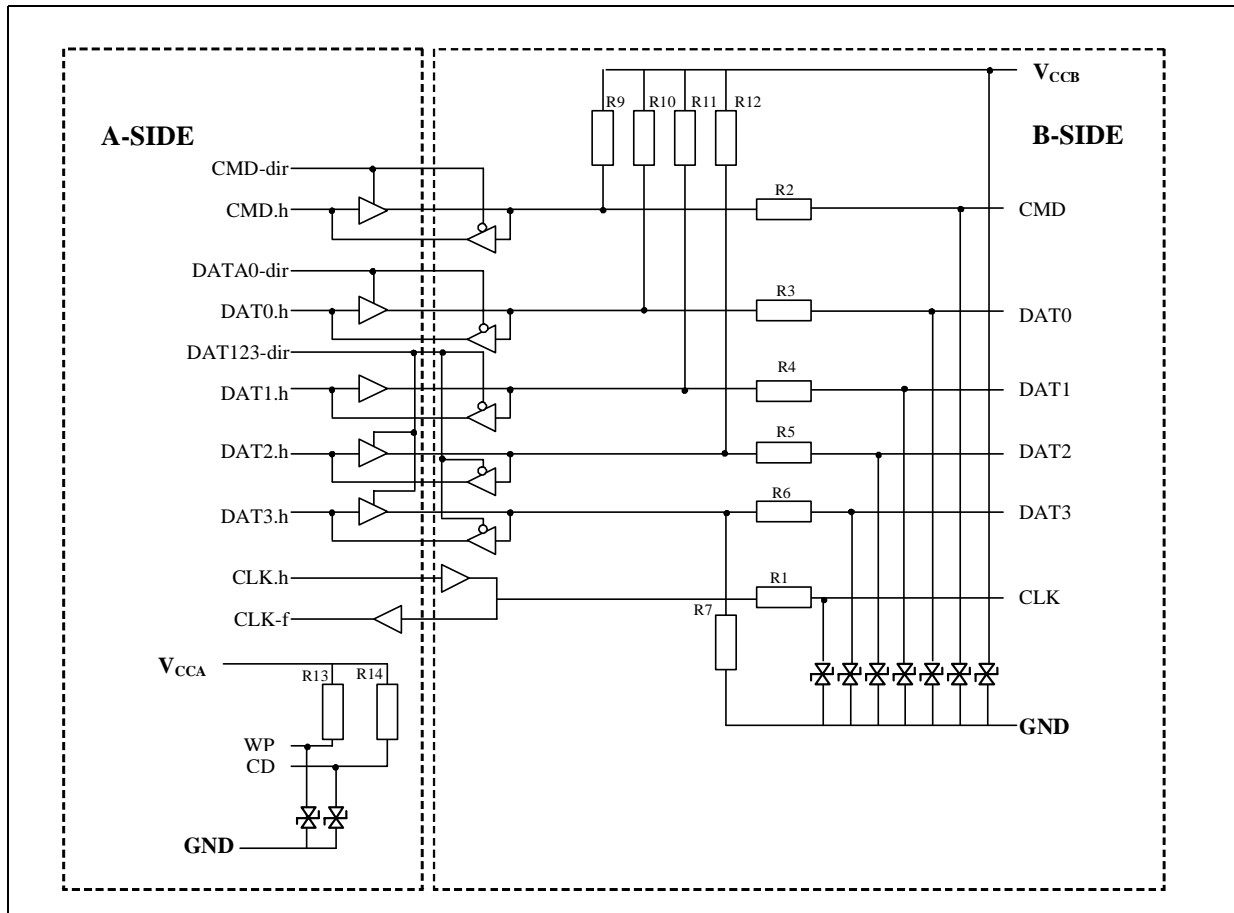 V_CCB
R9 R10 R11 R12
A-SIDE B-SIDE
CMD-dir
R2
CMD.h CMD
DATA0-dir
R3
DAT0.h DAT0
DAT123-dir
R4
DAT1.h DAT1
R5
DAT2.h DAT2
R6
DAT3.h DAT3
CLK.h R1
CLK
CLK-f R7
V_CCA R13 R14
GND
WP
CD
GND